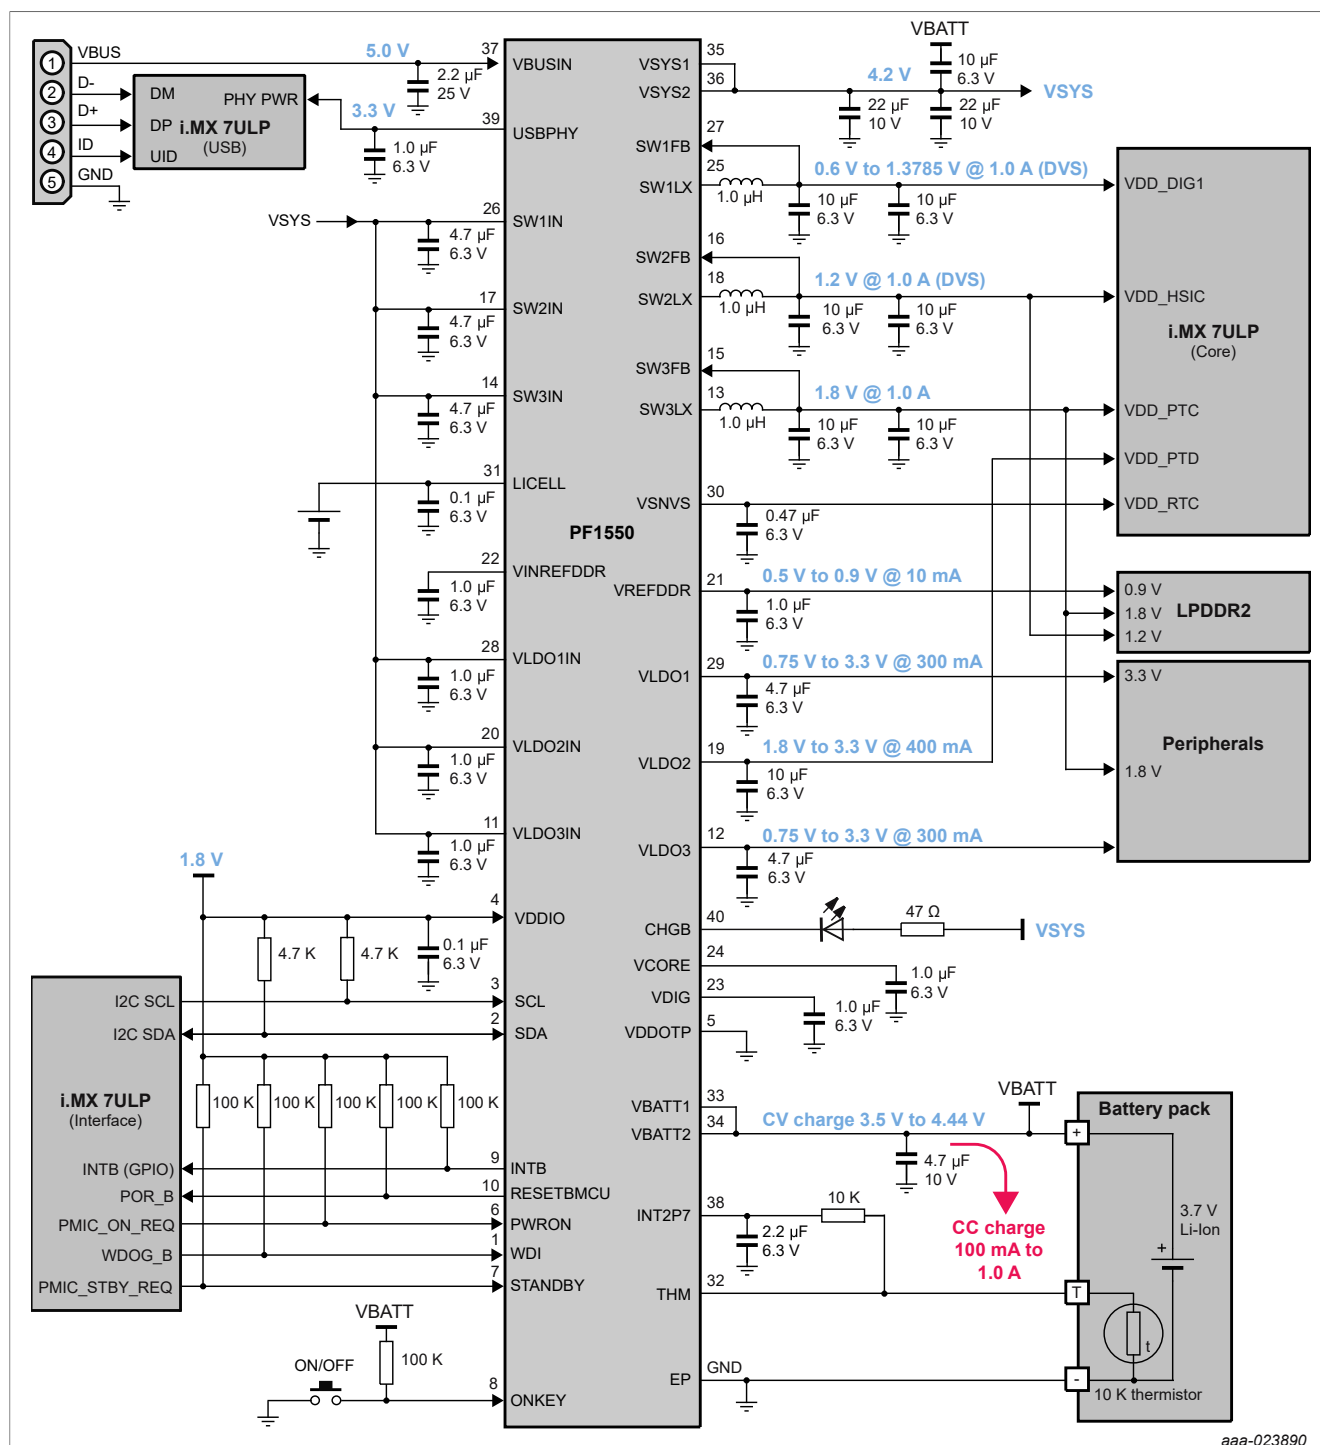 1
VBUS
2
D-
3
D+
4
ID
5
GND
DM
PHY PWR
DP
i.MX 7ULP
(USB)
UID
5.0 V
37
VBUSIN
2.2 µF
25 V
3.3 V
39
USBPHY
1.0 µF
6.3 V
VSYS
26
SW1IN
4.7 µF
6.3 V
17
SW2IN
4.7 µF
6.3 V
14
SW3IN
4.7 µF
6.3 V
31
LICELL
0.1 µF
6.3 V
22
VINREFDDR
1.0 µF
6.3 V
28
VLDO1IN
1.0 µF
6.3 V
20
VLDO2IN
1.0 µF
6.3 V
11
VLDO3IN
1.0 µF
6.3 V
1.8 V
4
VDDIO
4.7 K
4.7 K
0.1 µF
6.3 V
I2C SCL
3
SCL
I2C SDA
2
SDA
i.MX 7ULP
(Interface)
100 K
100 K
100 K
100 K
100 K
INTB (GPIO)
9
INTB
POR_B
10
RESETBMCU
PMIC_ON_REQ
6
PWRON
WDOG_B
1
WDI
PMIC_STBY_REQ
7
STANDBY
VBATT
100 K
ON/OFF
8
ONKEY
PF1550
35
VSYS1
36
VSYS2
4.2 V
VBATT
10 µF
6.3 V
VSYS
22 µF
10 V
22 µF
10 V
27
SW1FB
25
SW1LX
1.0 µH
0.6 V to 1.3785 V @ 1.0 A (DVS)
10 µF
6.3 V
10 µF
6.3 V
16
SW2FB
18
SW2LX
1.0 µH
1.2 V @ 1.0 A (DVS)
10 µF
6.3 V
10 µF
6.3 V
15
SW3FB
13
SW3LX
1.0 µH
1.8 V @ 1.0 A
10 µF
6.3 V
10 µF
6.3 V
VDD_DIG1
VDD_HSIC
i.MX 7ULP
(Core)
VDD_PTC
VDD_PTD
VDD_RTC
30
VSNVS
0.47 µF
6.3 V
21
VREFDDR
0.5 V to 0.9 V @ 10 mA
1.0 µF
6.3 V
0.9 V
1.8 V
LPDDR2
1.2 V
29
VLDO1
0.75 V to 3.3 V @ 300 mA
4.7 µF
6.3 V
3.3 V
Peripherals
1.8 V
19
VLDO2
1.8 V to 3.3 V @ 400 mA
10 µF
6.3 V
12
VLDO3
0.75 V to 3.3 V @ 300 mA
4.7 µF
6.3 V
40
CHGB
47 Ω
VSYS
24
VCORE
1.0 µF
6.3 V
23
VDIG
1.0 µF
6.3 V
5
VDDOTP
33
VBATT1
34
VBATT2
CV charge 3.5 V to 4.44 V
VBATT
4.7 µF
10 V
CC charge
100 mA to
1.0 A
38
INT2P7
10 K
2.2 µF
6.3 V
32
THM
EP
GND
Battery pack
+
3.7 V
Li-Ion
+
T
t
-
10 K thermistor
aaa-023890